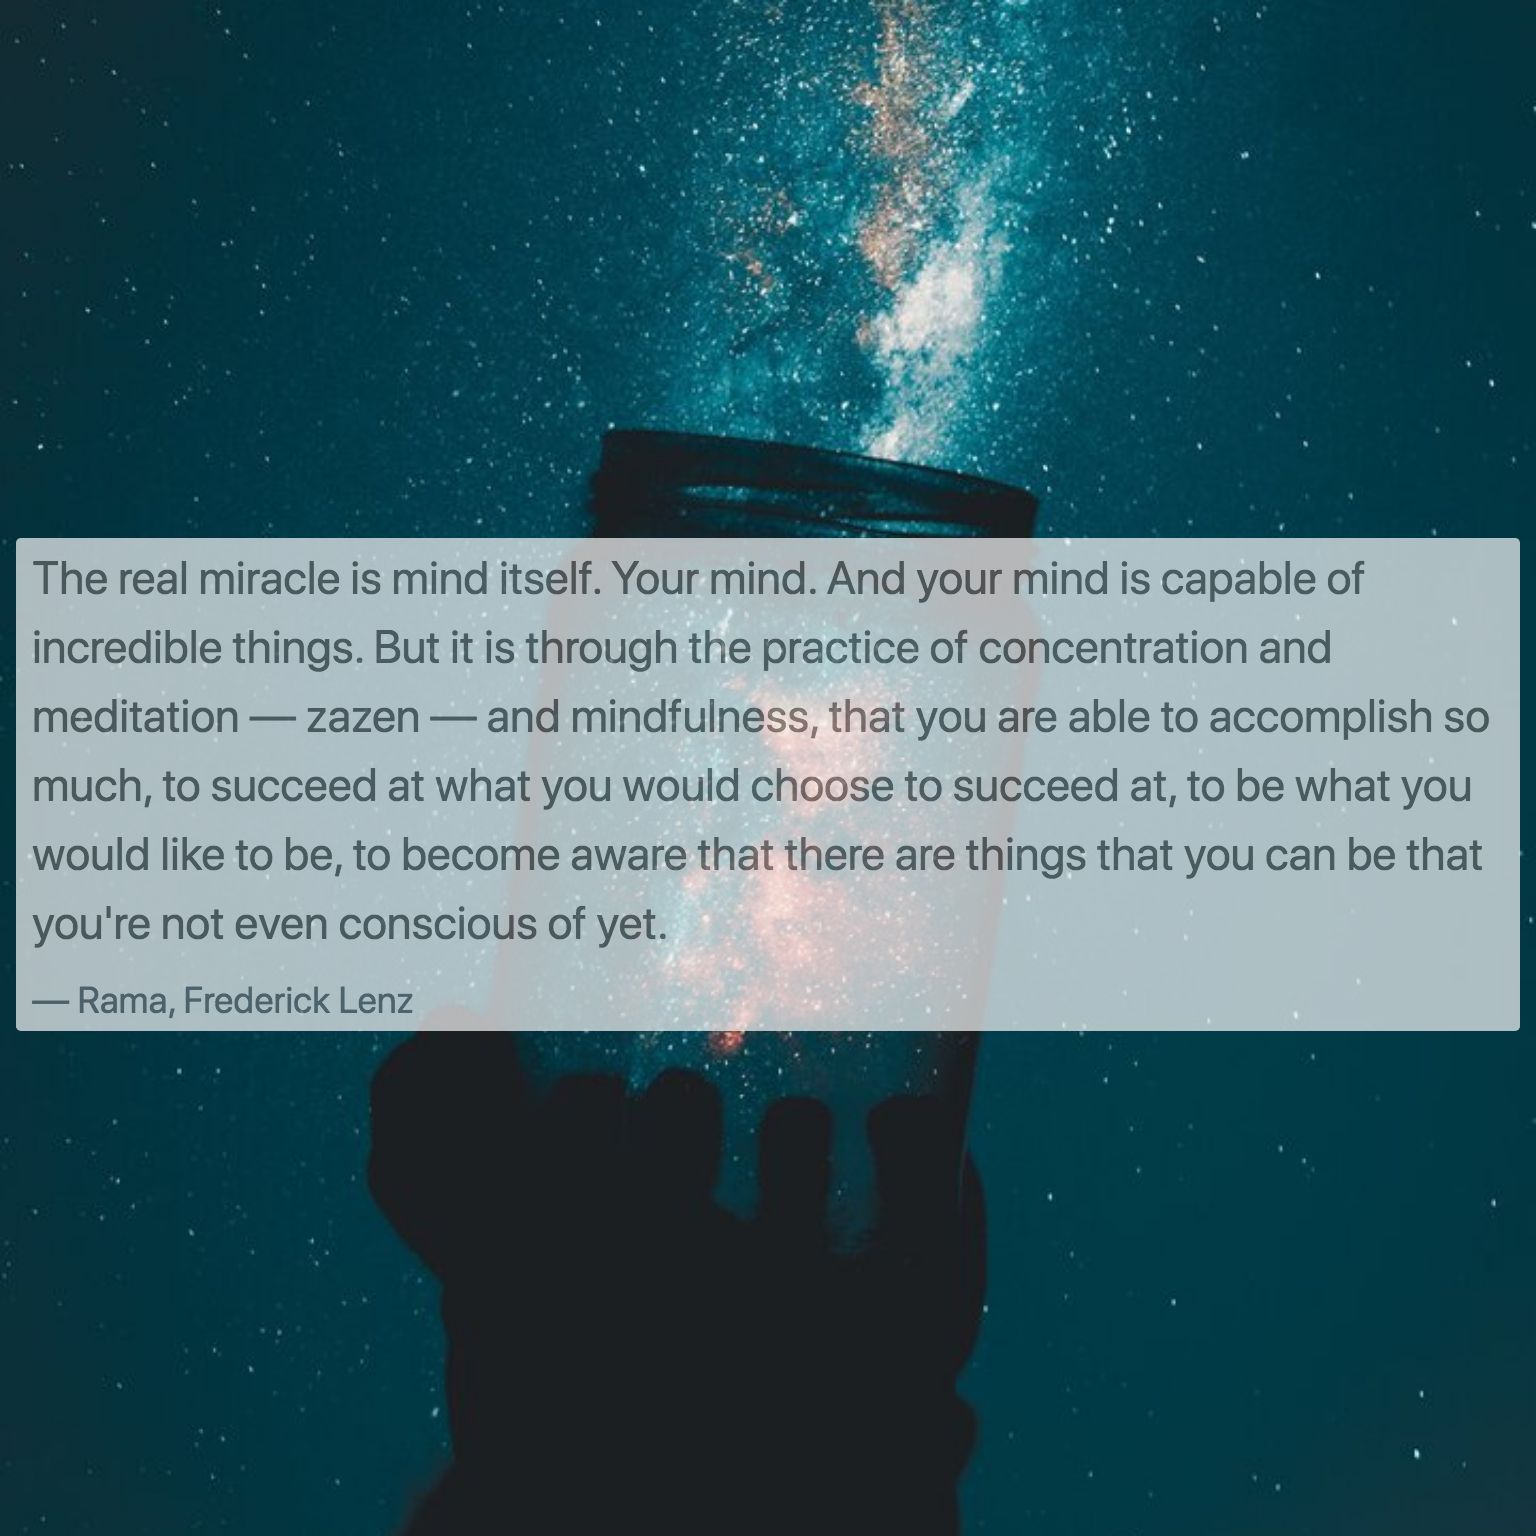 The real miracle is mind itself. Your mind. And your mind is capable of
incredible things. But it is through the practice of concentration and
meditation — zazen — and mindfulness, that you are able to accomplish so
much, to succeed at what you would choose to succeed at, to be what you
would like to be, to become aware that there are things that you can be that
you're not even conscious of yet.
— Rama, Frederick Lenz